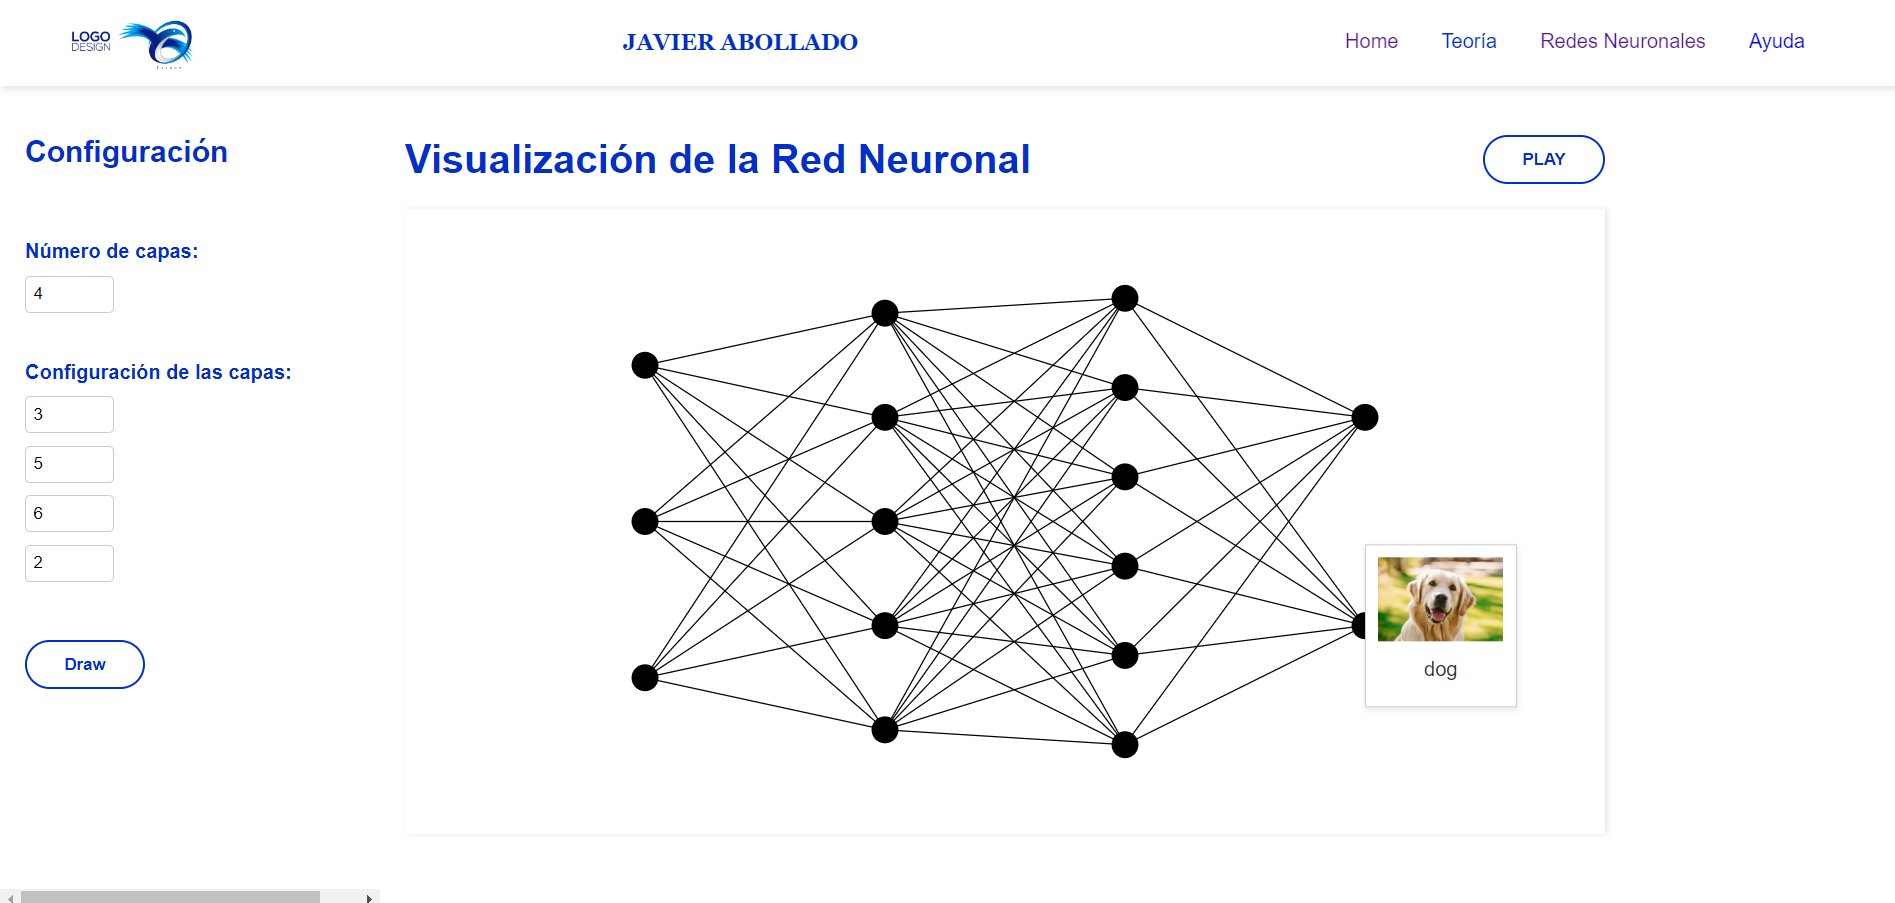 LOGO
DESIGN
JAVIER ABOLLADO
Home
Teoría
Redes Neuronales
Ayuda
Configuración
Visualización de la Red Neuronal
PLAY
Número de capas:
4
Configuración de las capas:
3
5
6
2
dog
Draw